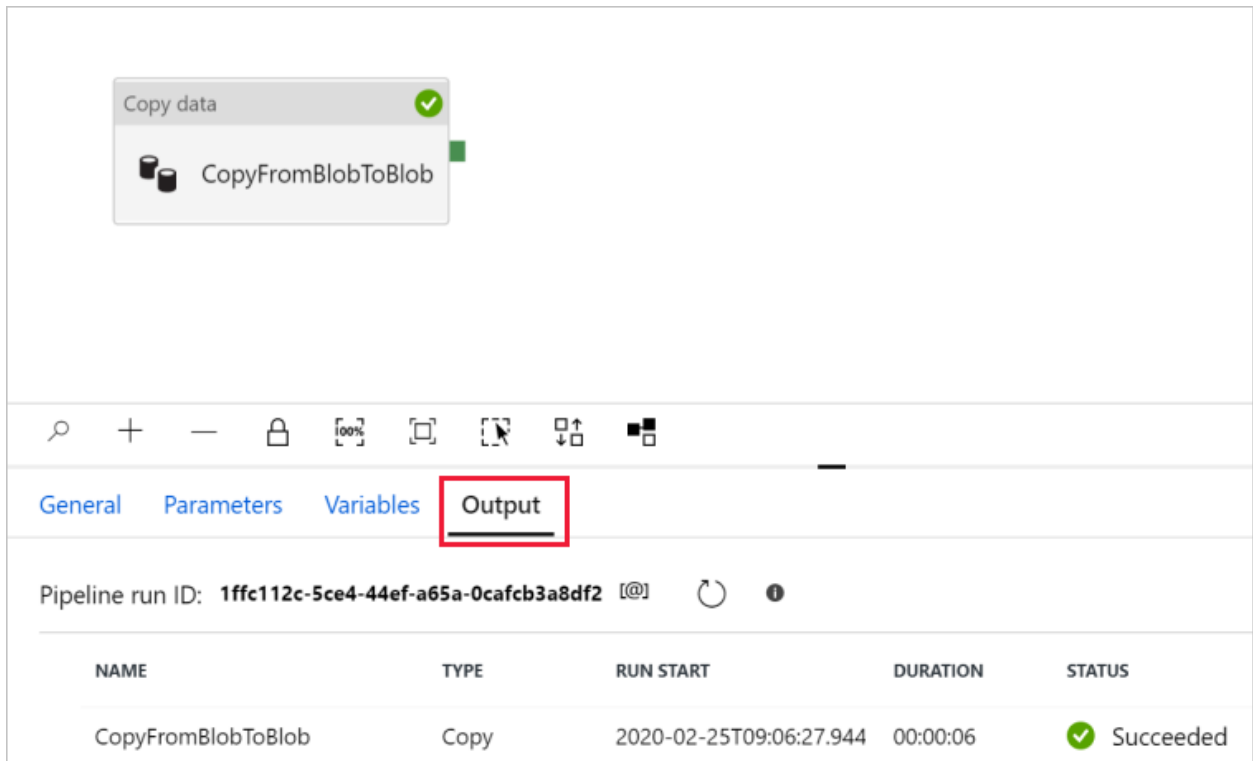 Copy data
CopyFromBlobToBlob
100%
General Parameters Variables Output
Pipeline run ID: 1ffc112c-5ce4-44ef-a65a-0cafcb3a8df2 [@]
NAME TYPE RUN START DURATION STATUS
CopyFromBlobToBlob Copy 2020-02-25T09:06:27.944 00:00:06 Succeeded